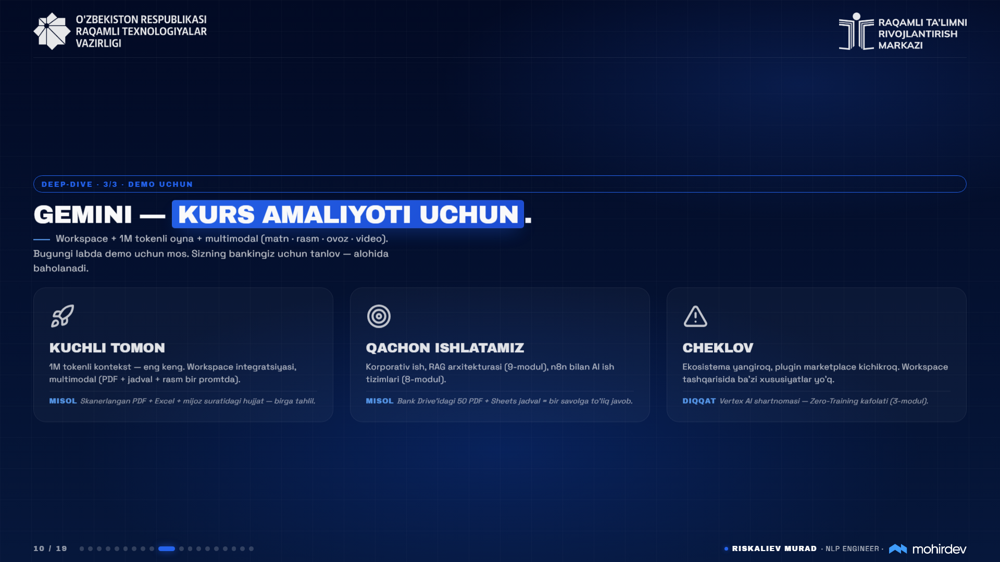 O'ZBEKISTON RESPUBLIKASI
RAQAMLI TEXNOLOGIYALAR
VAZIRLIGI
RAQAMLI TA'LIMNI
RIVOJLANTIRISH
MARKAZI
DEEP-DIVE · 3/3 · DEMO UCHUN
GEMINI — KURS AMALIYOTI UCHUN.
Workspace + 1M tokenli oyna + multimodal (matn · rasm · ovoz · video).
Bugungi labda demo uchun mos. Sizning bankingiz uchun tanlov — alohida
baholanadi.
KUCHLI TOMON
1M tokenli kontekst — eng keng. Workspace integratsiyasi,
multimodal (PDF + jadval + rasm bir promtda).
MISOL Skanerlangan PDF + Excel + mijoz suratidagi hujjat — birga tahlil.
QACHON ISHLATAMIZ
Korporativ ish, RAG arxitekturasi (9-modul), n8n bilan AI ish
tizimlari (8-modul).
MISOL Bank Drive'idagi 50 PDF + Sheets jadval = bir savolga to'liq javob.
CHEKLOV
Ekosistema yangiroq, plugin marketplace kichikroq. Workspace
tashqarisida ba'zi xususiyatlar yo'q.
DIQQAT Vertex AI shartnomasi — Zero-Training kafolati (3-modul).
10 / 19
RISKALIEV MURAD · NLP ENGINEER ·
mohirdev